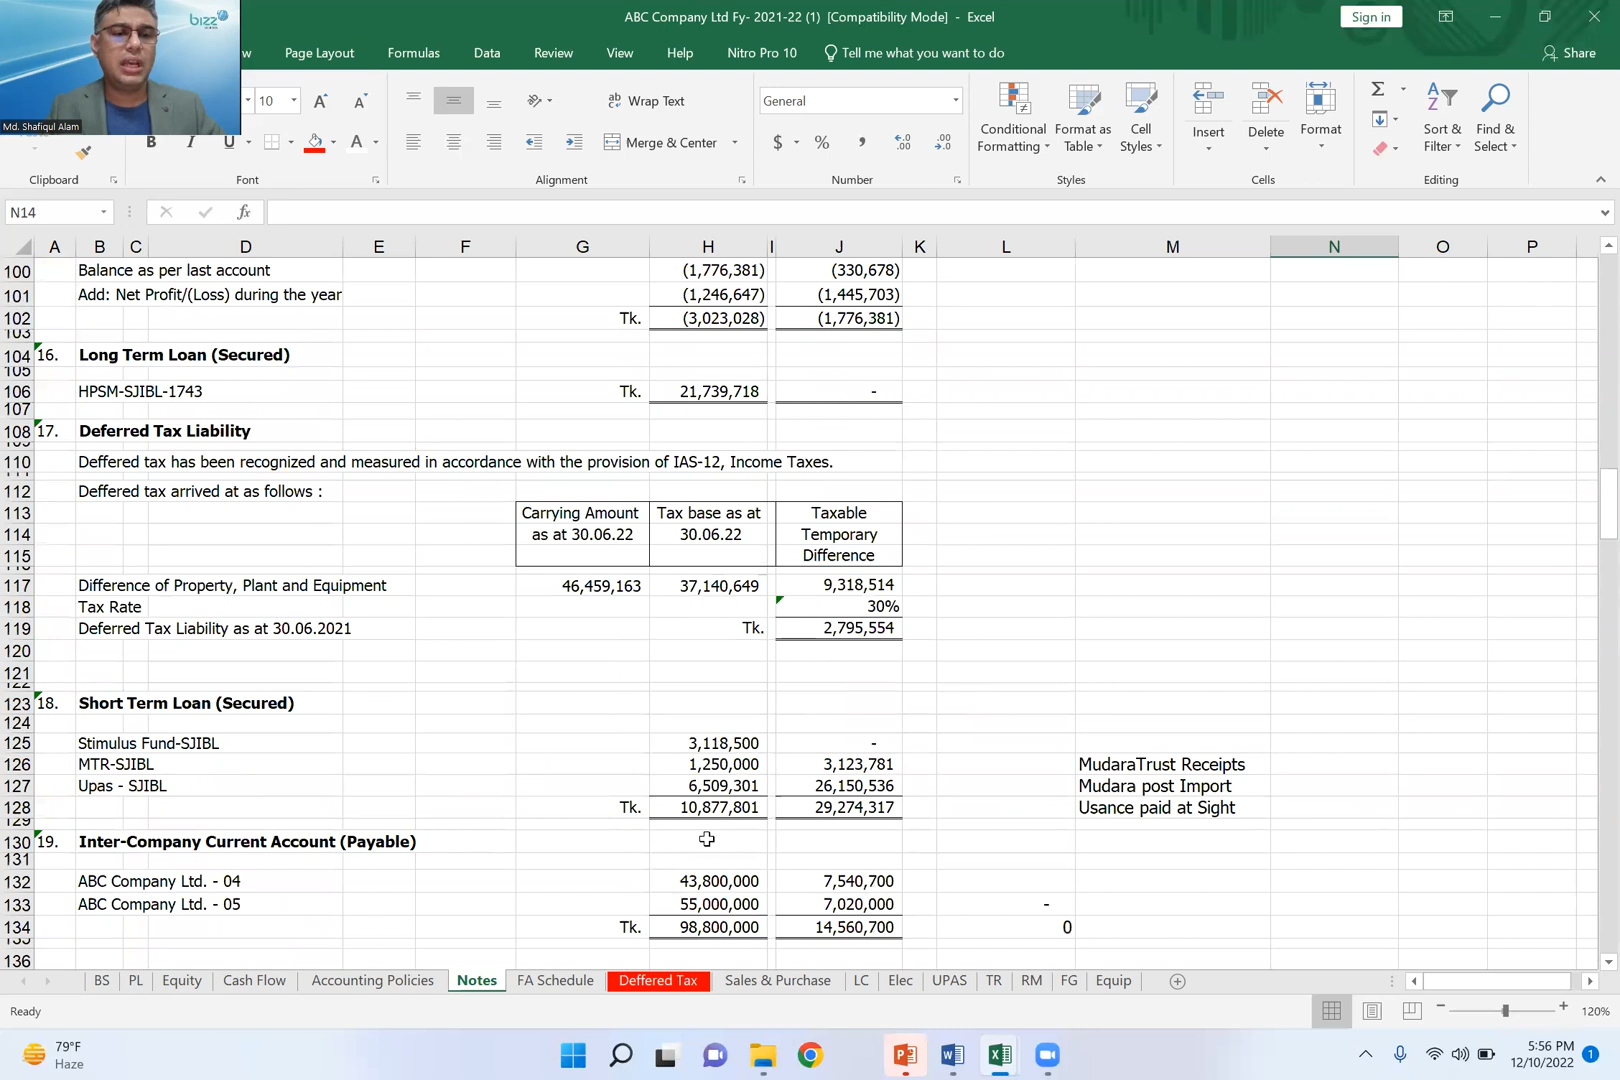 bizz
Md. Shafiqul Alam
ABC Company Ltd Fy- 2021-22 (1) [Compatibility Mode] - Excel
Sign in
w Page Layout Formulas Data Review View Help Nitro Pro 10 Tell me what you want to do Share
10 A A Wrap Text General Conditional Formatting Format as Table Cell Styles Insert Delete Format Sort & Filter Find & Select
B I U A Merge & Center $ % , .00
Clipboard Font Alignment Number Styles Cells Editing
N14 fx
A B C D E F G H I J K L M N O P
100 Balance as per last account (1,776,381) (330,678)
101 Add: Net Profit/(Loss) during the year (1,246,647) (1,445,703)
102 Tk. (3,023,028) (1,776,381)
103
104 16. Long Term Loan (Secured)
105
106 HPSM-SJIBL-1743 Tk. 21,739,718 -
107
108 17. Deferred Tax Liability
110 Deffered tax has been recognized and measured in accordance with the provision of IAS-12, Income Taxes.
112 Deffered tax arrived at as follows :
113 Carrying Amount Tax base as at Taxable
114 as at 30.06.22 30.06.22 Temporary
115 Difference
117 Difference of Property, Plant and Equipment 46,459,163 37,140,649 9,318,514
118 Tax Rate 30%
119 Deferred Tax Liability as at 30.06.2021 Tk. 2,795,554
120
121
123 18. Short Term Loan (Secured)
124
125 Stimulus Fund-SJIBL 3,118,500 -
126 MTR-SJIBL 1,250,000 3,123,781 MudaraTrust Receipts
127 Upas - SJIBL 6,509,301 26,150,536 Mudara post Import
128 Tk. 10,877,801 29,274,317 Usance paid at Sight
129
130 19. Inter-Company Current Account (Payable)
131
132 ABC Company Ltd. - 04 43,800,000 7,540,700
133 ABC Company Ltd. - 05 55,000,000 7,020,000 -
134 Tk. 98,800,000 14,560,700 0
135
136
BS PL Equity Cash Flow Accounting Policies Notes FA Schedule Deffered Tax Sales & Purchase LC Elec UPAS TR RM FG Equip
Ready 120%
79°F
Haze
5:56 PM
12/10/2022 1